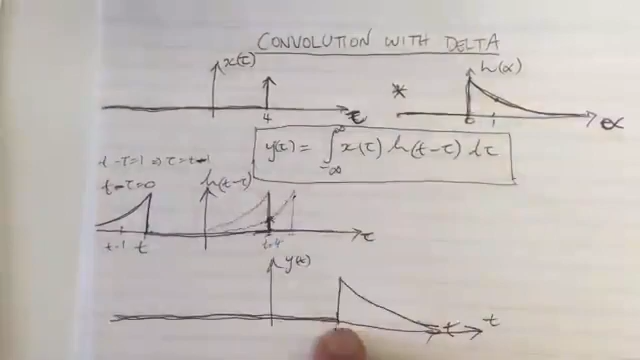 CONVOLUTION WITH DELTA
x(τ) h(α)
*
4 τ 0 1 α
y(t) = ∫ x(τ) h(t-τ) dτ
∞
-∞
t-τ=1 ⇒ τ=t-1
t-τ=0 h(t-τ)
t-1 t t=4 τ
y(t)
t t